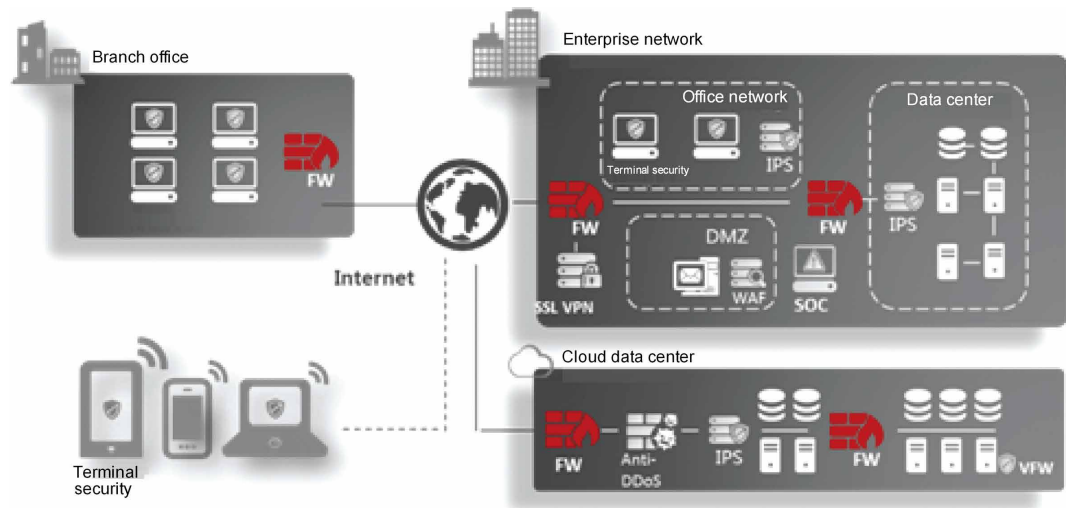 Branch office
FW
Enterprise network
Office network
Terminal security
IPS
Data center
FW
FW
IPS
DMZ
WAF
SSL VPN
SOC
Internet
Cloud data center
FW
Anti-
DDoS
IPS
FW
VFW
Terminal
security